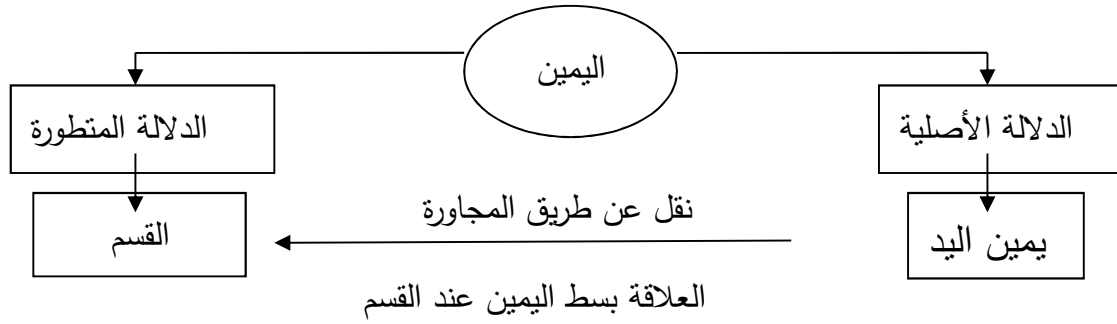 اليمين
الدلالة الأصلية
الدلالة المتطورة
يمين اليد
نقل عن طريق المجاورة
القسم
العلاقة بسط اليمين عند القسم